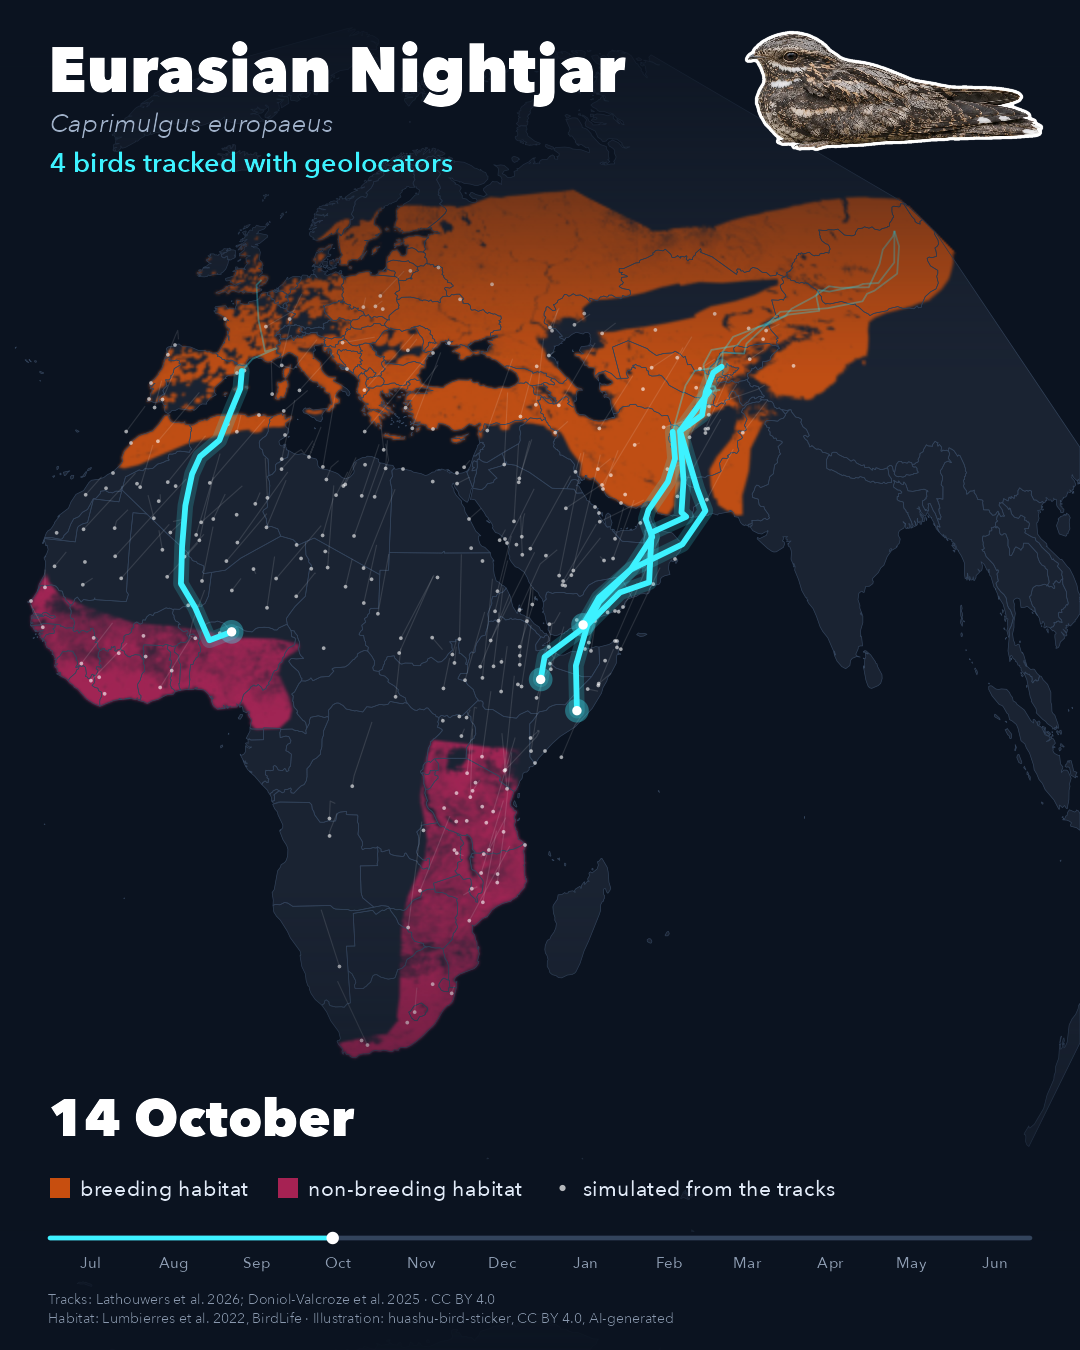 Eurasian Nightjar
Caprimulgus europaeus
4 birds tracked with geolocators
14 October
breeding habitat non-breeding habitat simulated from the tracks
Jul Aug Sep Oct Nov Dec Jan Feb Mar Apr May Jun
Tracks: Lathouwers et al. 2026; Doniol-Valcroze et al. 2025 · CC BY 4.0
Habitat: Lumbierres et al. 2022, BirdLife · Illustration: huashu-bird-sticker, CC BY 4.0, AI-generated